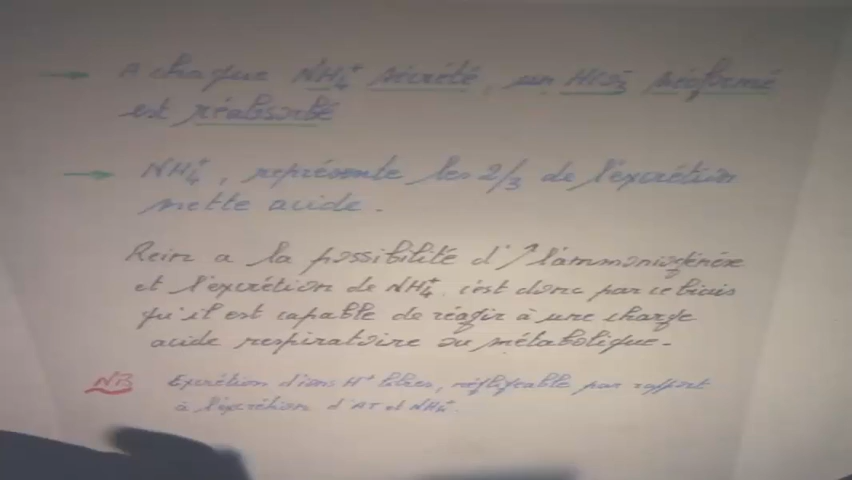 → A chaque NH4+ sécrété, un HCO3- néoformé
est réabsorbé
→ NH4+, représente les 2/3 de l'excrétion
nette acide.
Rein a la possibilité d'↑ l'ammoniogénèse
et l'excrétion de NH4+. c'est donc par ce biais
qu'il est capable de réagir à une charge
acide respiratoire ou métabolique.
NB Excrétion d'ions H+ libres, négligeable par rapport
à l'excrétion d'AT et NH4+.